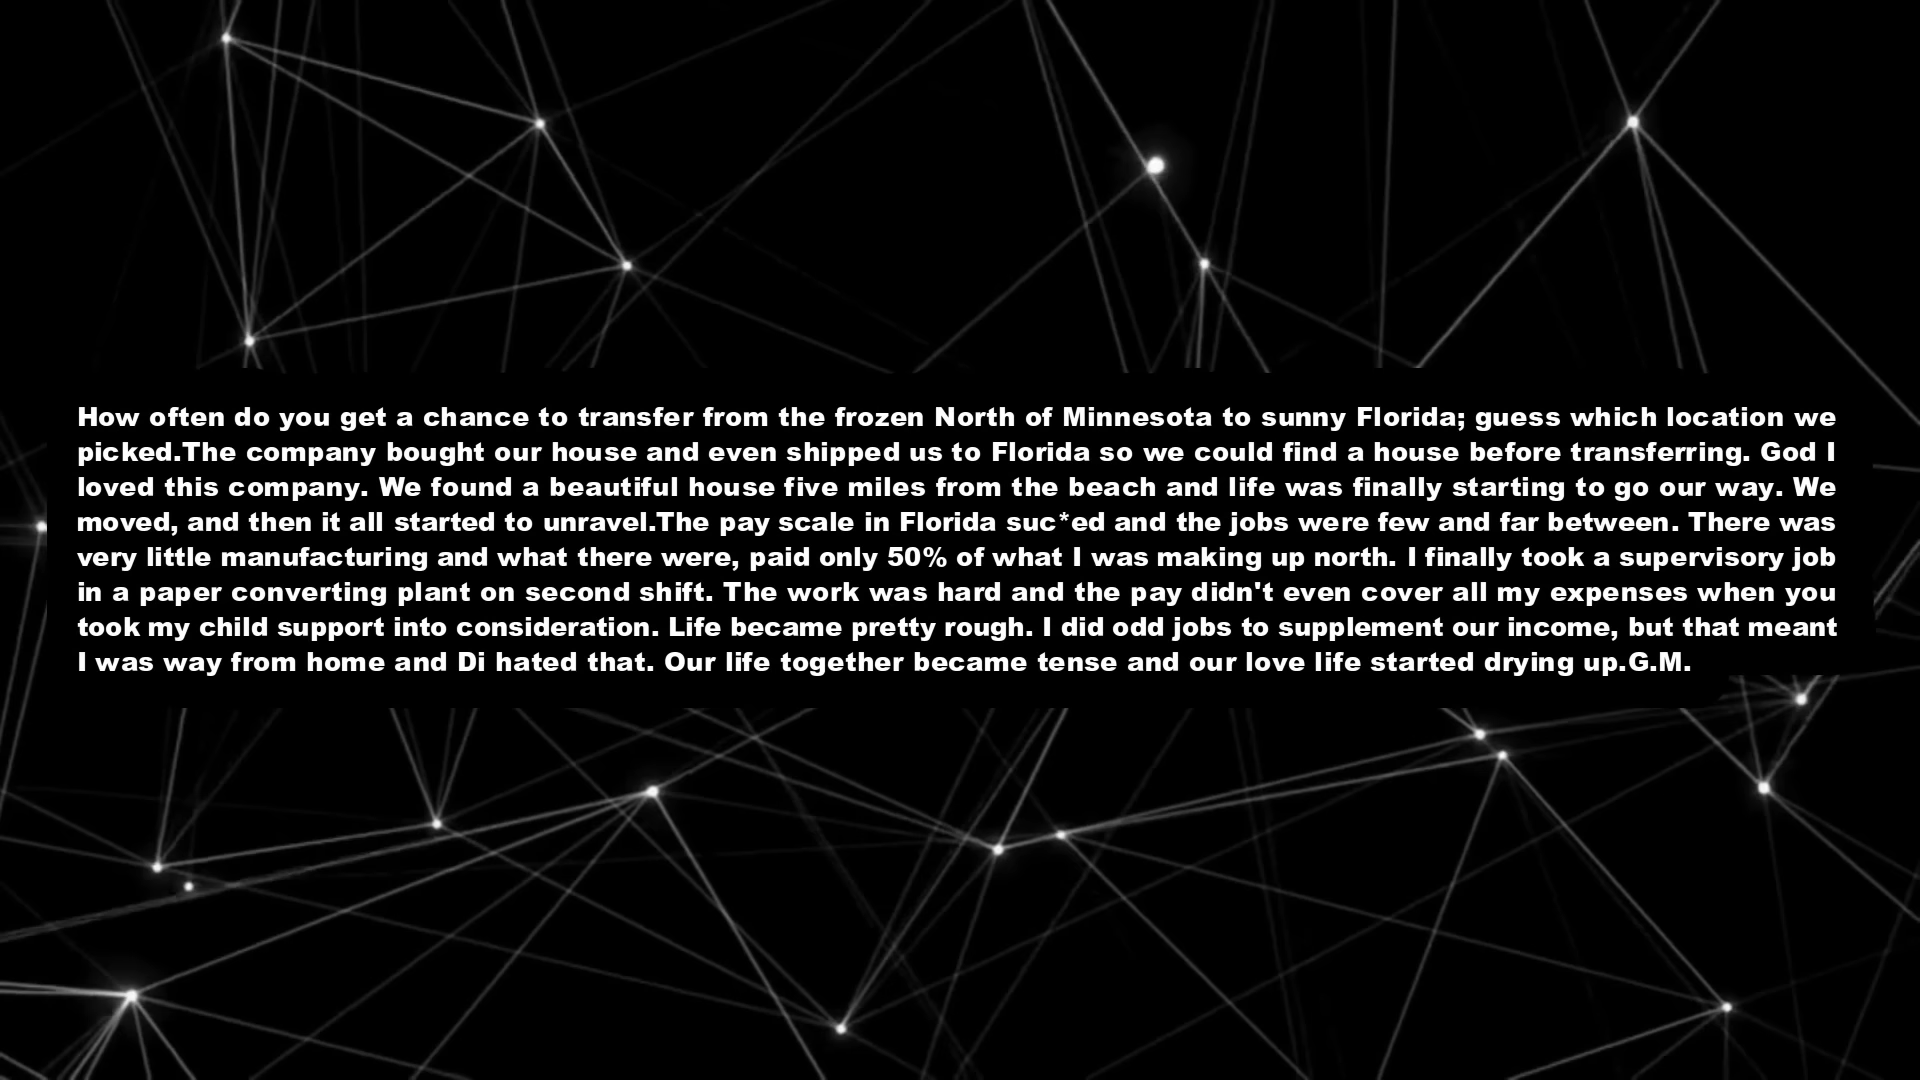 How often do you get a chance to transfer from the frozen North of Minnesota to sunny Florida; guess which location we
picked.The company bought our house and even shipped us to Florida so we could find a house before transferring. God I
loved this company. We found a beautiful house five miles from the beach and life was finally starting to go our way. We
moved, and then it all started to unravel.The pay scale in Florida suc*ed and the jobs were few and far between. There was
very little manufacturing and what there were, paid only 50% of what I was making up north. I finally took a supervisory job
in a paper converting plant on second shift. The work was hard and the pay didn't even cover all my expenses when you
took my child support into consideration. Life became pretty rough. I did odd jobs to supplement our income, but that meant
I was way from home and Di hated that. Our life together became tense and our love life started drying up.G.M.